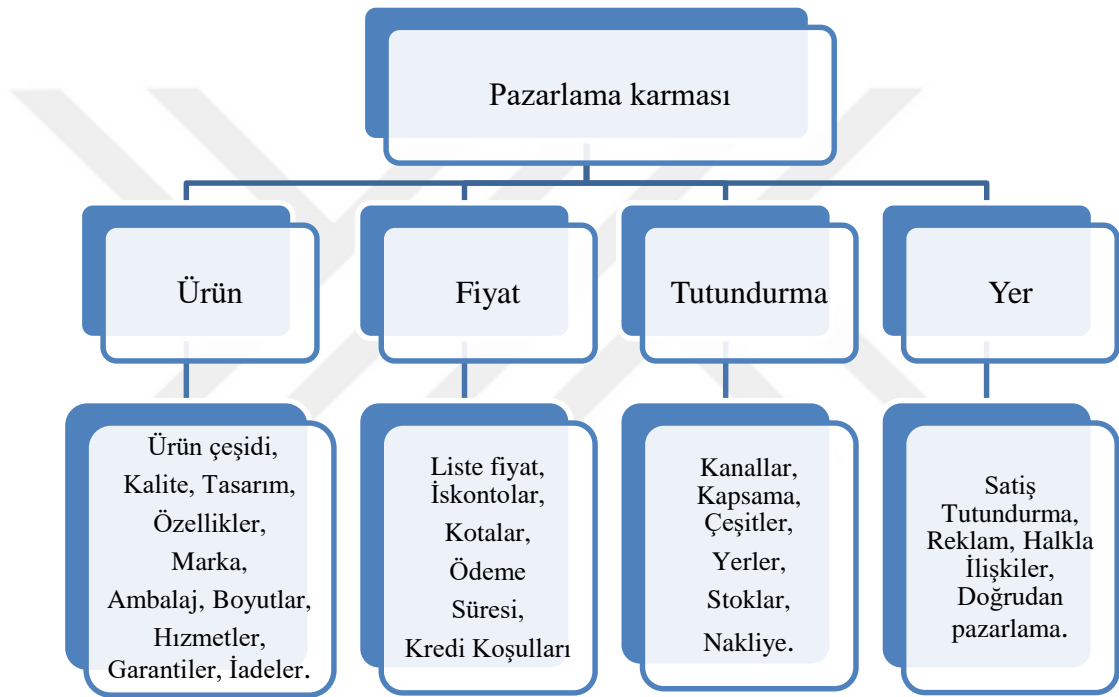 Pazarlama karması
Ürün
Fiyat
Tutundurma
Yer
Ürün çeşidi,
Kalite, Tasarım,
Özellikler,
Marka,
Ambalaj, Boyutlar,
Hızmetler,
Garantiler, İadeler.
Liste fiyat,
İskontolar,
Kotalar,
Ödeme
Süresi,
Kredi Koşulları
Kanallar,
Kapsama,
Çeşitler,
Yerler,
Stoklar,
Nakliye.
Satiş
Tutundurma,
Reklam, Halkla
İlişkiler,
Doğrudan
pazarlama.